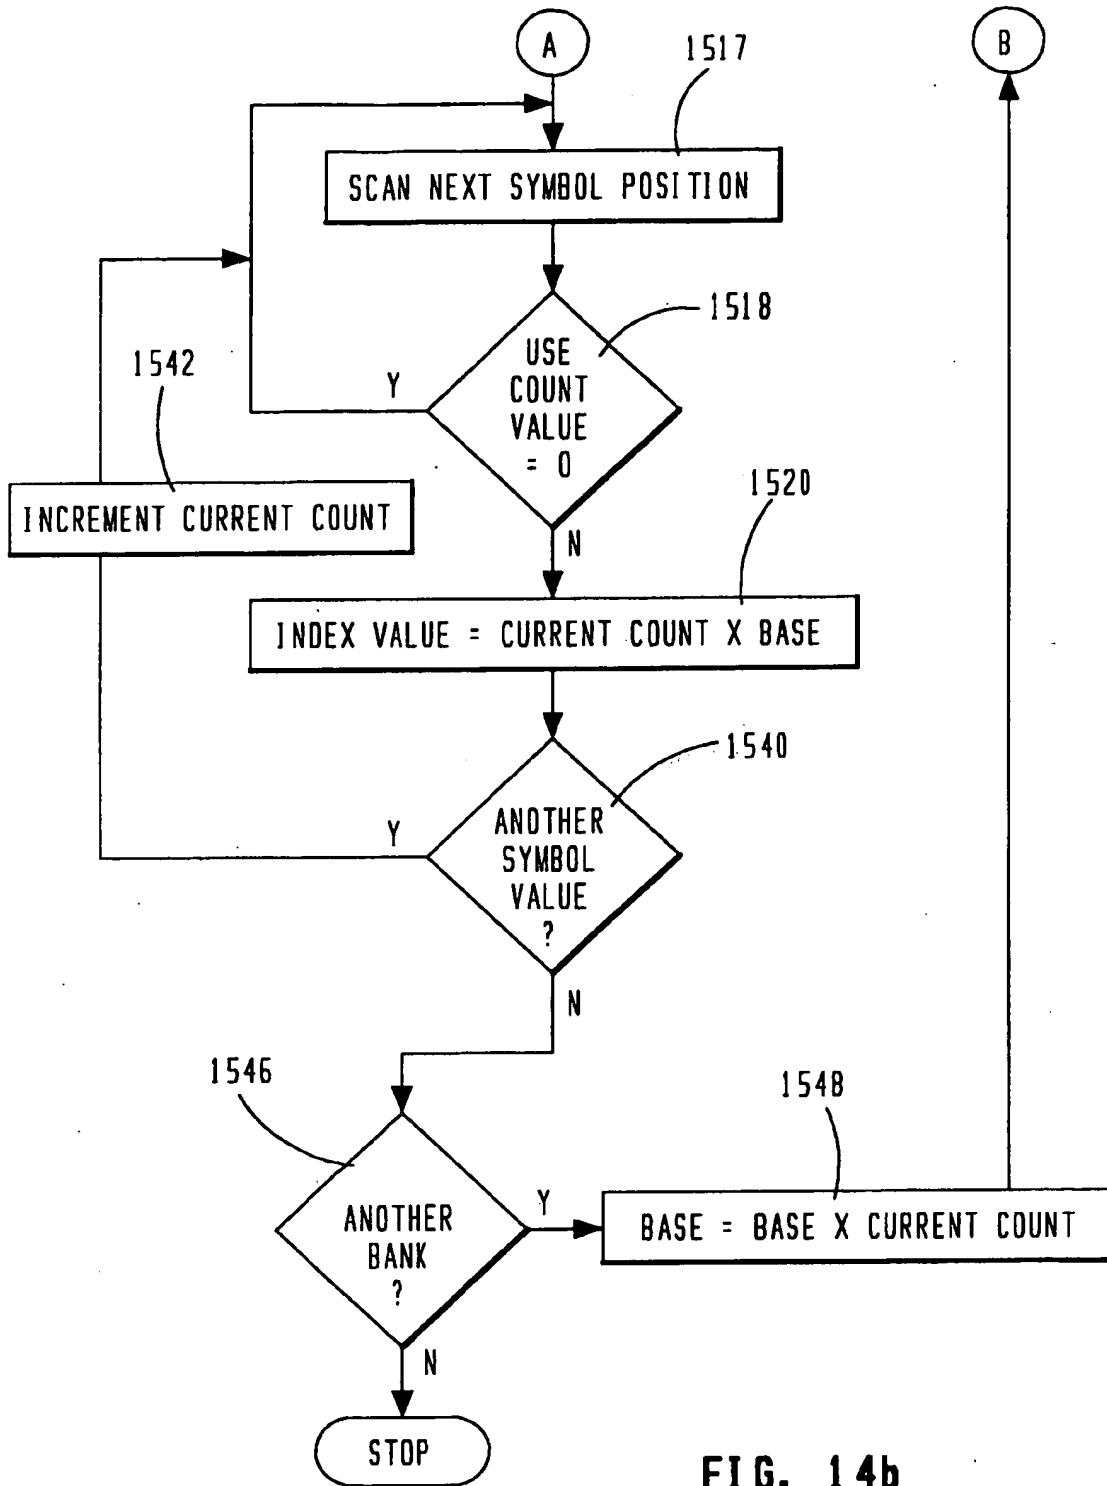 A
B
1517
SCAN NEXT SYMBOL POSITION
1518
USE
COUNT
VALUE
= 0
Y
1542
INCREMENT CURRENT COUNT
N
1520
INDEX VALUE = CURRENT COUNT X BASE
1540
ANOTHER
SYMBOL
VALUE
?
Y
N
1546
ANOTHER
BANK
?
Y
1548
BASE = BASE X CURRENT COUNT
N
STOP
FIG. 14b